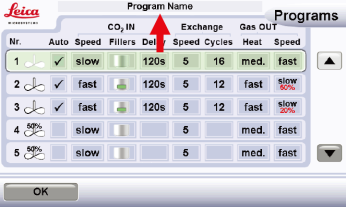 Leica
Program Name
Programs
CO2 IN Exchange Gas OUT
Nr. Auto Speed Fillers Delay Speed Cycles Heat Speed
1 ✓ slow 120s 5 16 med. fast
2 ✓ fast 120s 5 12 fast slow 50%
3 ✓ fast 120s 5 12 fast slow 20%
4 50% slow 5 med. fast
5 50% slow 5 med. fast
OK